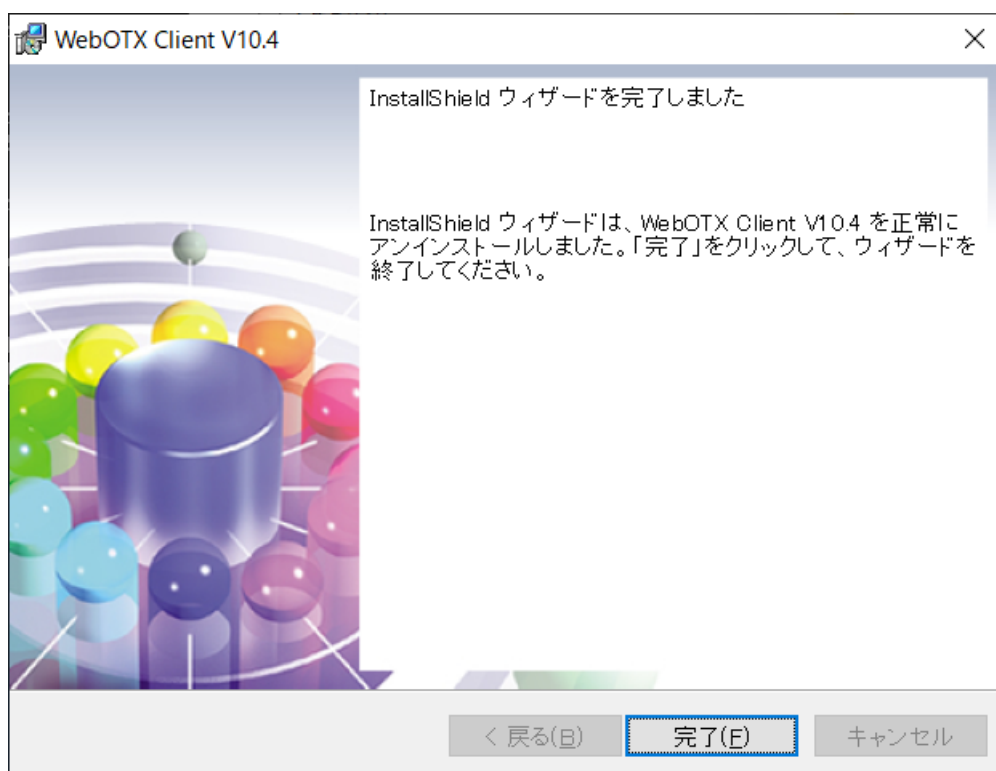 WebOTX Client V10.4
InstallShield ウィザードを完了しました
InstallShield ウィザードは、WebOTX Client V10.4 を正常に
アンインストールしました。「完了」をクリックして、ウィザードを
終了してください。
< 戻る(B)
完了(F)
キャンセル